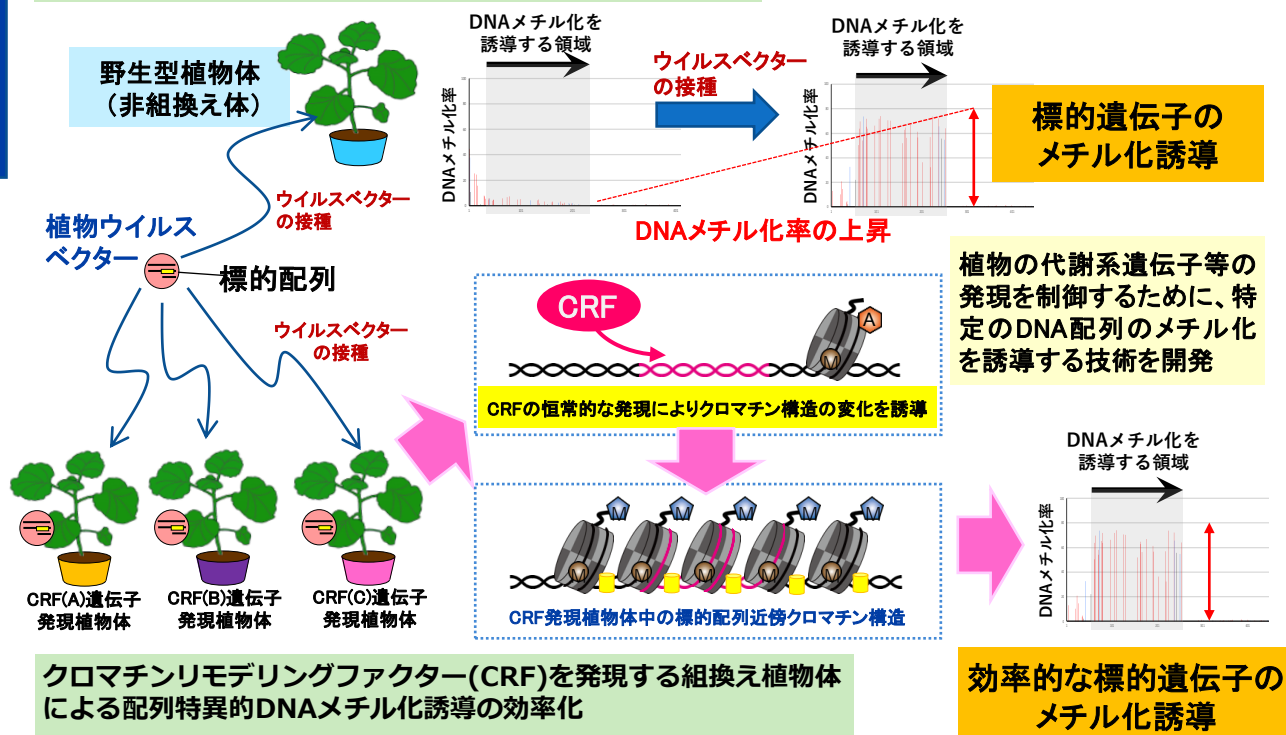 野生型植物体
（非組換え体）
DNAメチル化を
誘導する領域
DNAメチル化率
ウイルスベクター
の接種
DNAメチル化を
誘導する領域
DNAメチル化率
標的遺伝子の
メチル化誘導
DNAメチル化率の上昇
ウイルスベクター
の接種
植物ウイルス
ベクター
標的配列
ウイルスベクター
の接種
CRF
A
M
CRFの恒常的な発現によりクロマチン構造の変化を誘導
植物の代謝系遺伝子等の
発現を制御するために、特
定のDNA配列のメチル化
を誘導する技術を開発
M M M M M
M M M M M
CRF発現植物体中の標的配列近傍クロマチン構造
DNAメチル化を
誘導する領域
DNAメチル化率
CRF(A)遺伝子
発現植物体
CRF(B)遺伝子
発現植物体
CRF(C)遺伝子
発現植物体
クロマチンリモデリングファクター(CRF)を発現する組換え植物体
による配列特異的DNAメチル化誘導の効率化
効率的な標的遺伝子の
メチル化誘導